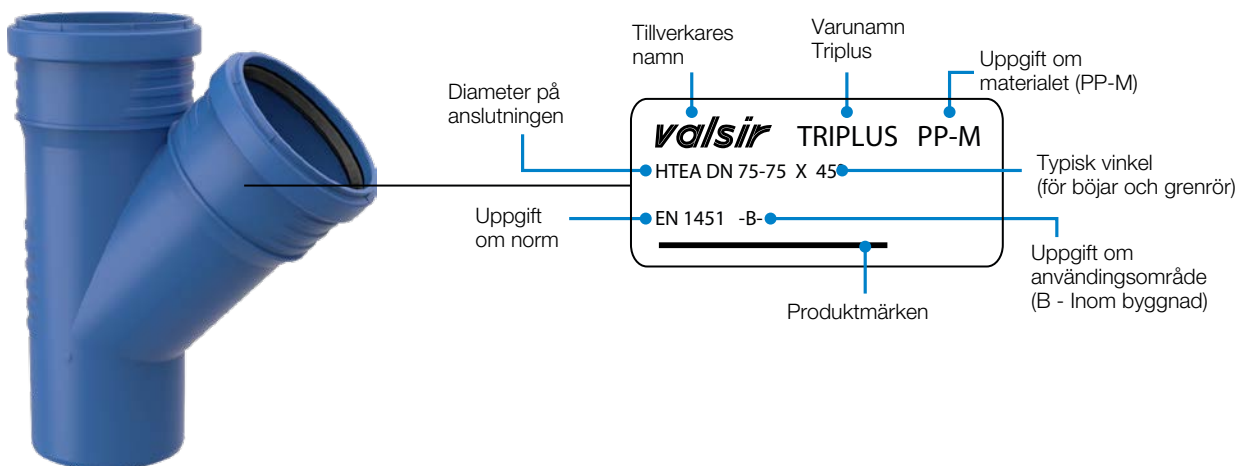 Tillverkares
namn
Varunamn
Triplus
Uppgift om
materialet (PP-M)
Diameter på
anslutningen
valsir TRIPLUS PP-M
HTEA DN 75-75 X 45°
Typisk vinkel
(för böjar och grenrör)
Uppgift
om norm
EN 1451 -B-
Uppgift om
användingsområde
(B - Inom byggnad)
Produktmärken